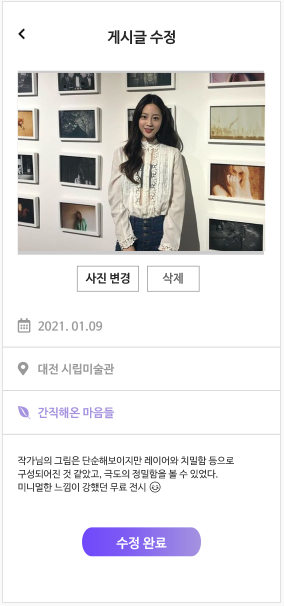 게시글 수정
사진 변경
삭제
2021. 01.09
대전 시립미술관
간직해온 마음들
작가님의 그림은 단순해보이지만 레이어와 치밀함 등으로
구성되어진 것 같았고, 극도의 정밀함을 볼 수 있었다.
미니멀한 느낌이 강했던 무료 전시
수정 완료